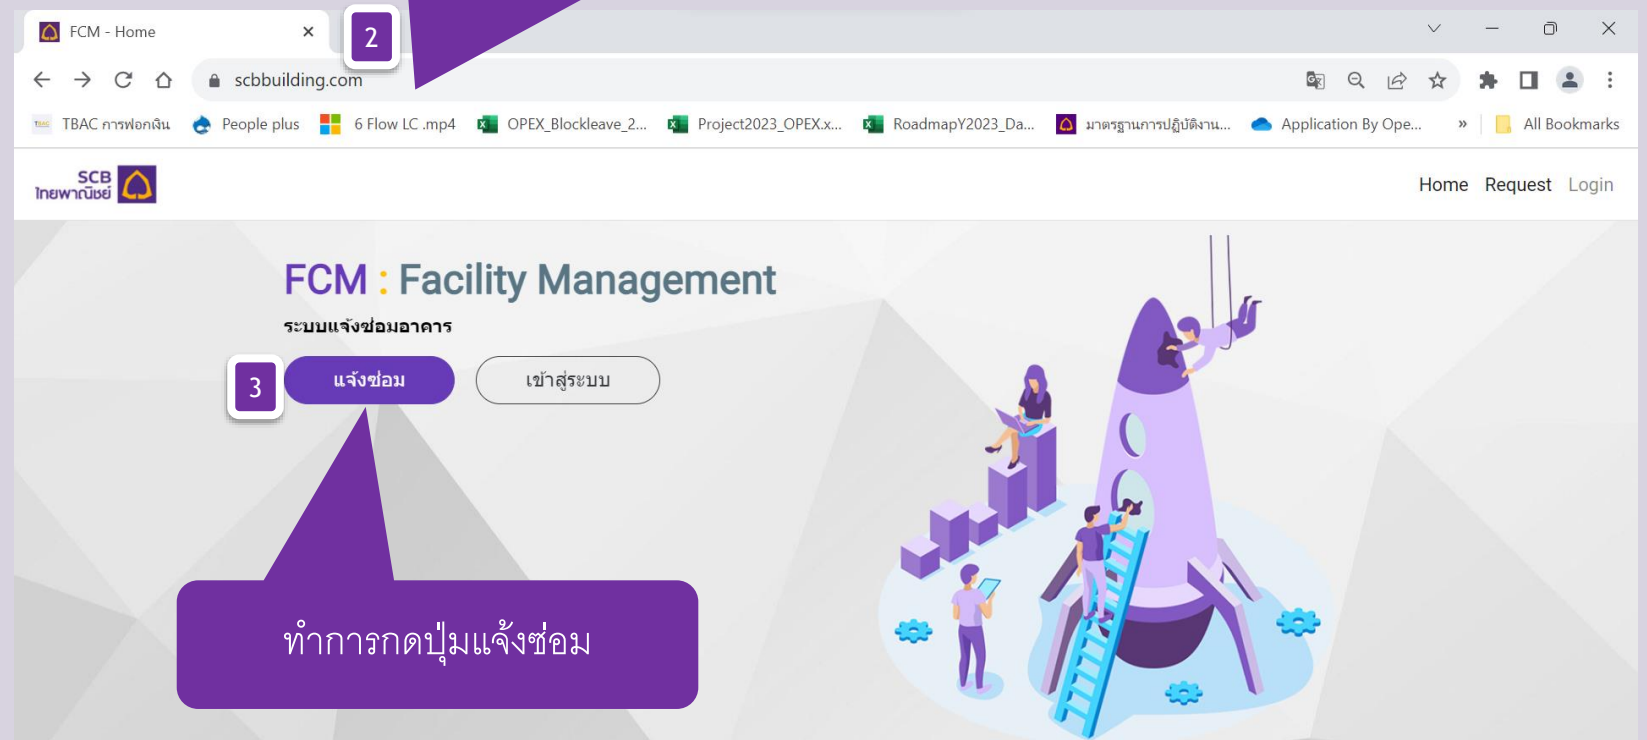 FCM - Home
2
scbbuilding.com
TBAC การฟอกเงิน People plus 6 Flow LC .mp4 OPEX_Blockleave_2... Project2023_OPEX.x... RoadmapY2023_Da... มาตรฐานการปฏิบัติงาน... Application By Ope... » All Bookmarks
SCB
ไทยพาณิชย์
Home Request Login
FCM : Facility Management
ระบบแจ้งซ่อมอาคาร
3
แจ้งซ่อม เข้าสู่ระบบ
ทำการกดปุ่มแจ้งซ่อม